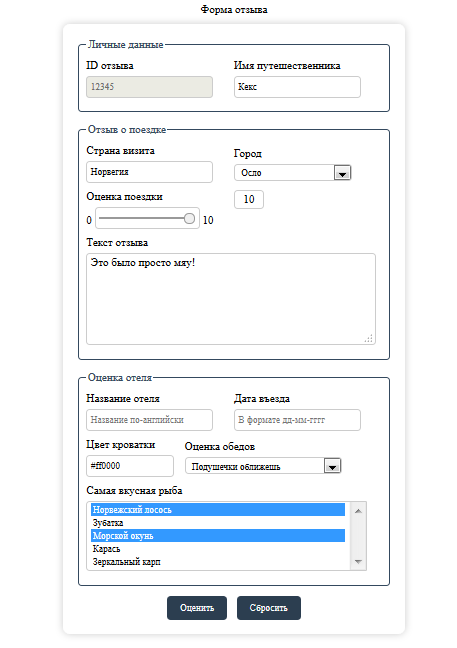 Форма отзыва
Личные данные
ID отзыва Имя путешественника
12345 Кекс
Отзыв о поездке
Страна визита Город
Норвегия Осло
Оценка поездки
0 10 10
Текст отзыва
Это было просто мяу!
Оценка отеля
Название отеля Дата въезда
Название по-английски В формате дд-мм-гггг
Цвет кроватки Оценка обедов
#ff0000 Подушечки оближешь
Самая вкусная рыба
Норвежский лосось
Зубатка
Морской окунь
Карась
Зеркальный карп
Оценить Сбросить